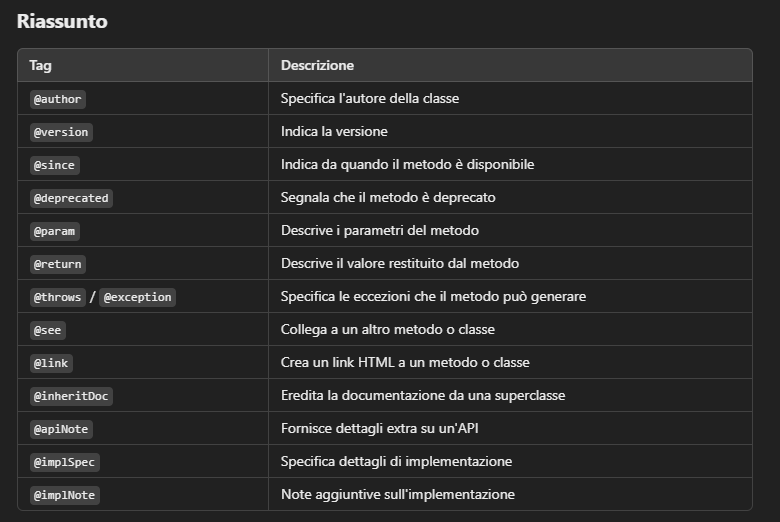 Riassunto
Tag Descrizione
@author Specifica l'autore della classe
@version Indica la versione
@since Indica da quando il metodo è disponibile
@deprecated Segnala che il metodo è deprecato
@param Descrive i parametri del metodo
@return Descrive il valore restituito dal metodo
@throws / @exception Specifica le eccezioni che il metodo può generare
@see Collega a un altro metodo o classe
@link Crea un link HTML a un metodo o classe
@inheritDoc Eredita la documentazione da una superclasse
@apiNote Fornisce dettagli extra su un'API
@implSpec Specifica dettagli di implementazione
@implNote Note aggiuntive sull'implementazione